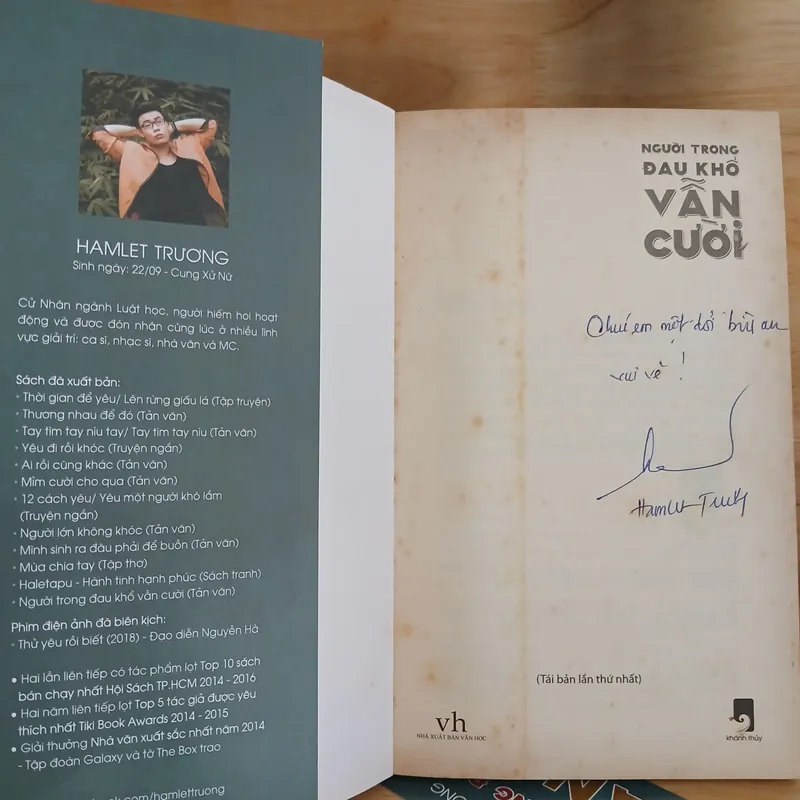 HAMLET TRƯƠNG
Sinh ngày: 22/09 - Cung Xử Nữ
Cử Nhân ngành Luật học, người hiếm hoi hoạt
động và được đón nhận cùng lúc ở nhiều lĩnh
vực giải trí: ca sĩ, nhạc sĩ, nhà văn và MC.
Sách đã xuất bản:
• Thời gian để yêu/ Lên rừng giấu lá (Tập truyện)
• Thương nhau để đó (Tản văn)
• Tay tìm tay níu tay/ Tay tìm tay níu (Tản văn)
• Yêu đi rồi khóc (Truyện ngắn)
• Ai rồi cũng khác (Tản văn)
• Mỉm cười cho qua (Tản văn)
• 12 cách yêu/ Yêu một người khó lắm
(Truyện ngắn)
• Người lớn không khóc (Tản văn)
• Mình sinh ra đâu phải để buồn (Tản văn)
• Mùa chia tay (Tập thơ)
• Haletapu - Hành tinh hạnh phúc (Sách tranh)
• Người trong đau khổ vẫn cười (Tản văn)
Phim điện ảnh đã biên kịch:
• Thử yêu rồi biết (2018) - Đạo diễn Nguyễn Hà
• Hai lần liên tiếp có tác phẩm lọt Top 10 sách
bán chạy nhất Hội Sách TP.HCM 2014 - 2016
• Hai năm liên tiếp lọt Top 5 tác giả được yêu
thích nhất Tiki Book Awards 2014 - 2015
• Giải thưởng Nhà văn xuất sắc nhất năm 2014
- Tập đoàn Galaxy và tờ The Box trao
.com/hamlettruong
NGƯỜI TRONG
ĐAU KHỔ
VẪN
CƯỜI
Chúc em một đời bình an
vui vẻ!
Hamlet Trương
(Tái bản lần thứ nhất)
vh
NHÀ XUẤT BẢN VĂN HỌC
khánh thủy